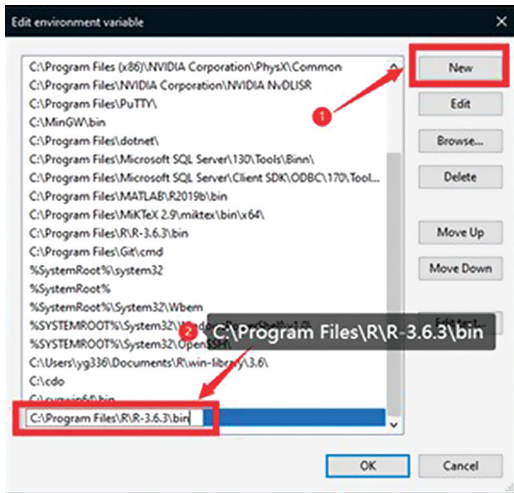 Edit environment variable
C:\Program Files (x86)\NVIDIA Corporation\PhysX\Common
C:\Program Files\NVIDIA Corporation\NVIDIA NvDLISR
C:\Program Files\PuTTY\
C:\MinGW\bin
C:\Program Files\dotnet\
C:\Program Files\Microsoft SQL Server\130\Tools\Binn\
C:\Program Files\Microsoft SQL Server\Client SDK\ODBC\170\Tool...
C:\Program Files\MATLAB\R2019b\bin
C:\Program Files\MiKTeX 2.9\miktex\bin\x64\
C:\Program Files\R\R-3.6.3\bin
C:\Program Files\Git\cmd
%SystemRoot%\system32
%SystemRoot%
%SystemRoot%\System32\Wbem
%SYSTEMROOT%\System32\
%SYSTEMROOT%\System32\OpenSSH\
C:\Users\yg336\Documents\R\win-library\3.6\
C:\cdo
C:\cygwin64\bin
C:\Program Files\R\R-3.6.3\bin
1
2
C:\Program Files\R\R-3.6.3\bin
New
Edit
Browse...
Delete
Move Up
Move Down
OK
Cancel